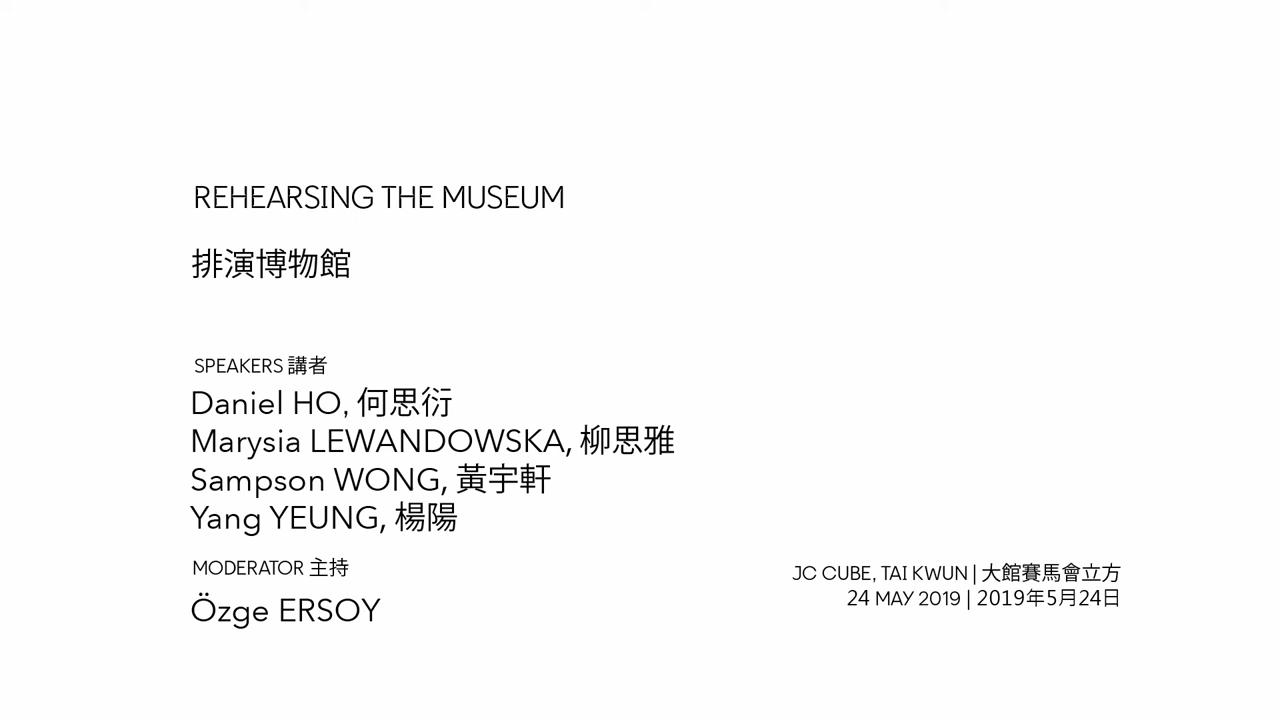 REHEARSING THE MUSEUM
排演博物館
SPEAKERS 講者
Daniel HO, 何思衍
Marysia LEWANDOWSKA, 柳思雅
Sampson WONG, 黃宇軒
Yang YEUNG, 楊陽
MODERATOR 主持
Özge ERSOY
JC CUBE, TAI KWUN | 大館賽馬會立方
24 MAY 2019 | 2019年5月24日